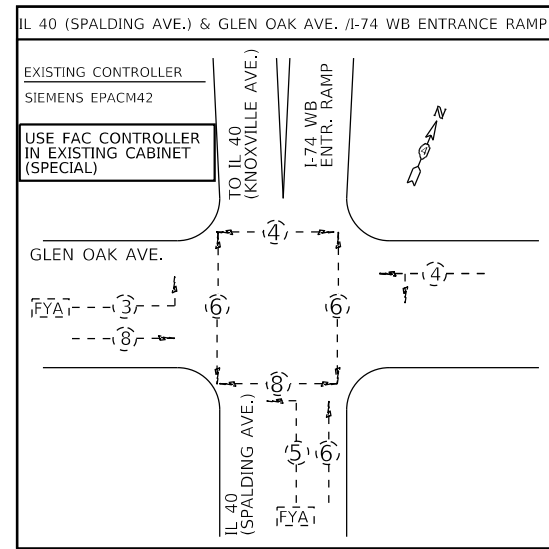 IL 40 (SPALDING AVE.) & GLEN OAK AVE. /I-74 WB ENTRANCE RAMP
EXISTING CONTROLLER
SIEMENS EPACM42
USE FAC CONTROLLER
IN EXISTING CABINET
(SPECIAL)
TO IL 40
(KNOXVILLE AVE.)
I-74 WB
ENTR. RAMP
N
4
GLEN OAK AVE.
4
4
FYA
3
6
6
8
8
5
6
IL 40
(SPALDING AVE.)
FYA